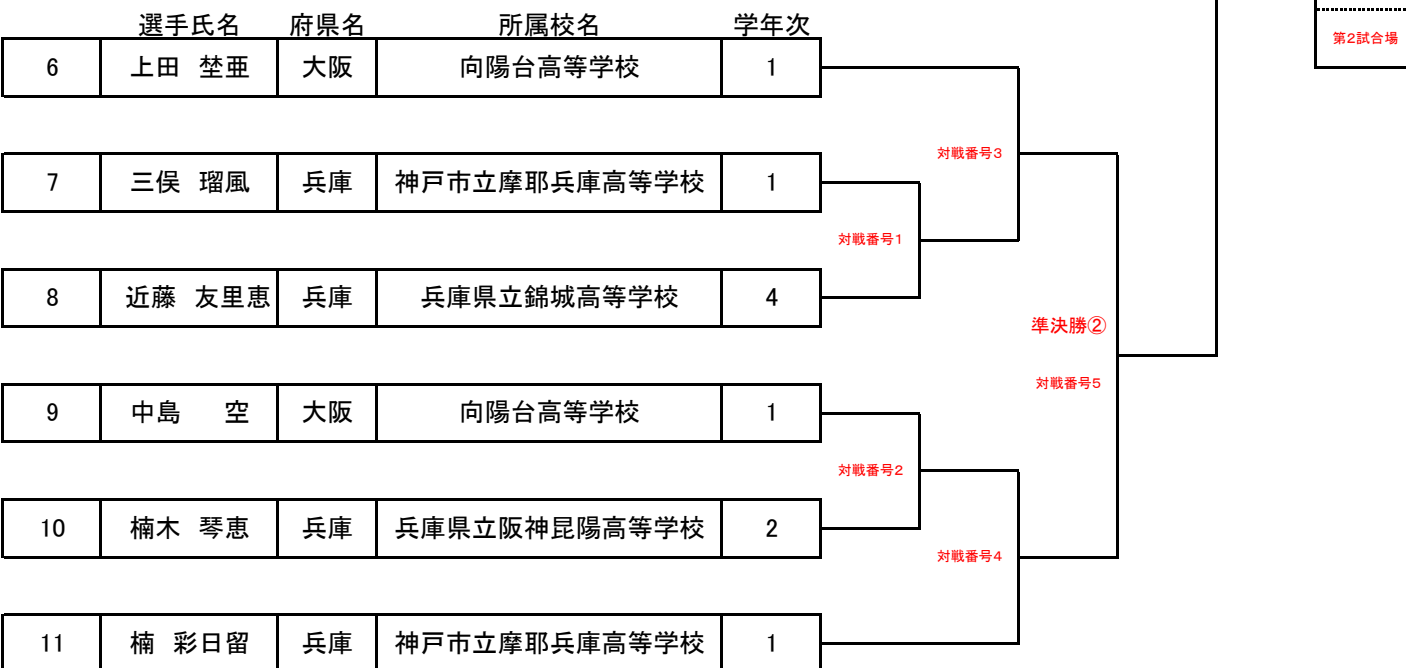 選手氏名 府県名 所属校名 学年次
第2試合場
6 上田 埜亜 大阪 向陽台高等学校 1
対戦番号3
7 三俣 瑠風 兵庫 神戸市立摩耶兵庫高等学校 1
対戦番号1
8 近藤 友里恵 兵庫 兵庫県立錦城高等学校 4
準決勝②
対戦番号5
9 中島 空 大阪 向陽台高等学校 1
対戦番号2
10 楠木 琴恵 兵庫 兵庫県立阪神昆陽高等学校 2
対戦番号4
11 楠 彩日留 兵庫 神戸市立摩耶兵庫高等学校 1